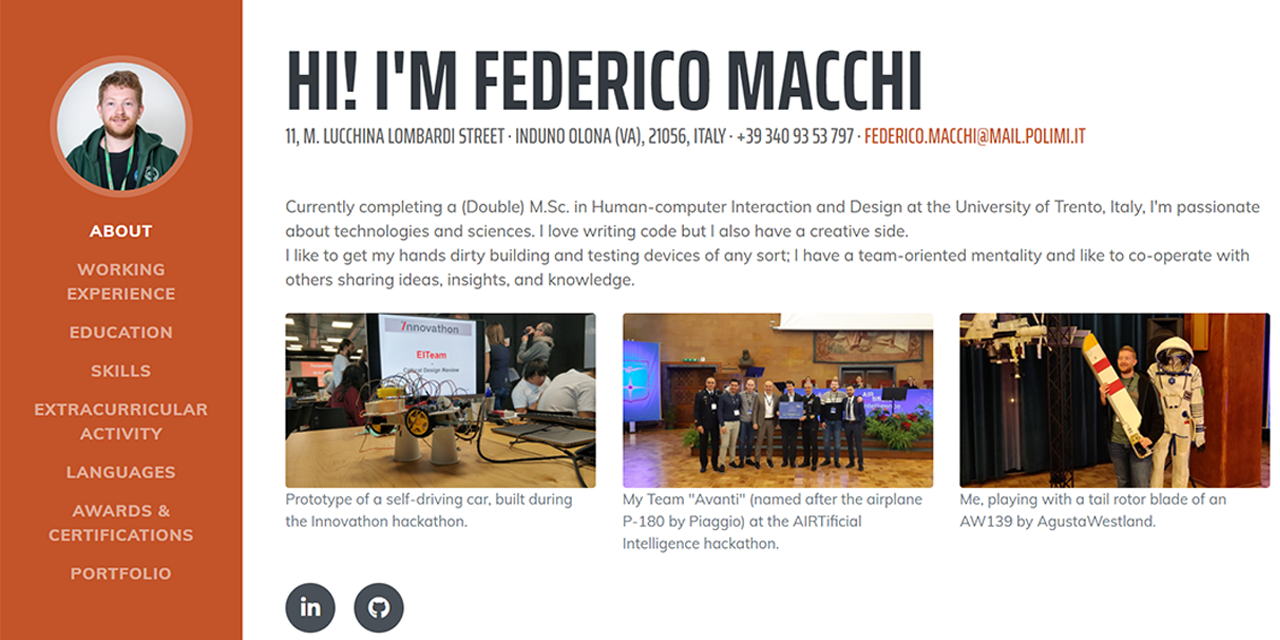 ABOUT
WORKING
EXPERIENCE
EDUCATION
SKILLS
EXTRACURRICULAR
ACTIVITY
LANGUAGES
AWARDS &
CERTIFICATIONS
PORTFOLIO
HI! I'M FEDERICO MACCHI
11, M. LUCCHINA LOMBARDI STREET · INDUNO OLONA (VA), 21056, ITALY · +39 340 93 53 797 · FEDERICO.MACCHI@MAIL.POLIMI.IT
Currently completing a (Double) M.Sc. in Human-computer Interaction and Design at the University of Trento, Italy, I'm passionate
about technologies and sciences. I love writing code but I also have a creative side.
I like to get my hands dirty building and testing devices of any sort; I have a team-oriented mentality and like to co-operate with
others sharing ideas, insights, and knowledge.
Innovathon
EITeam
Critical Design Review
Prototype of a self-driving car, built during
the Innovathon hackathon.
My Team "Avanti" (named after the airplane
P-180 by Piaggio) at the AIRTificial
Intelligence hackathon.
Me, playing with a tail rotor blade of an
AW139 by AgustaWestland.
in